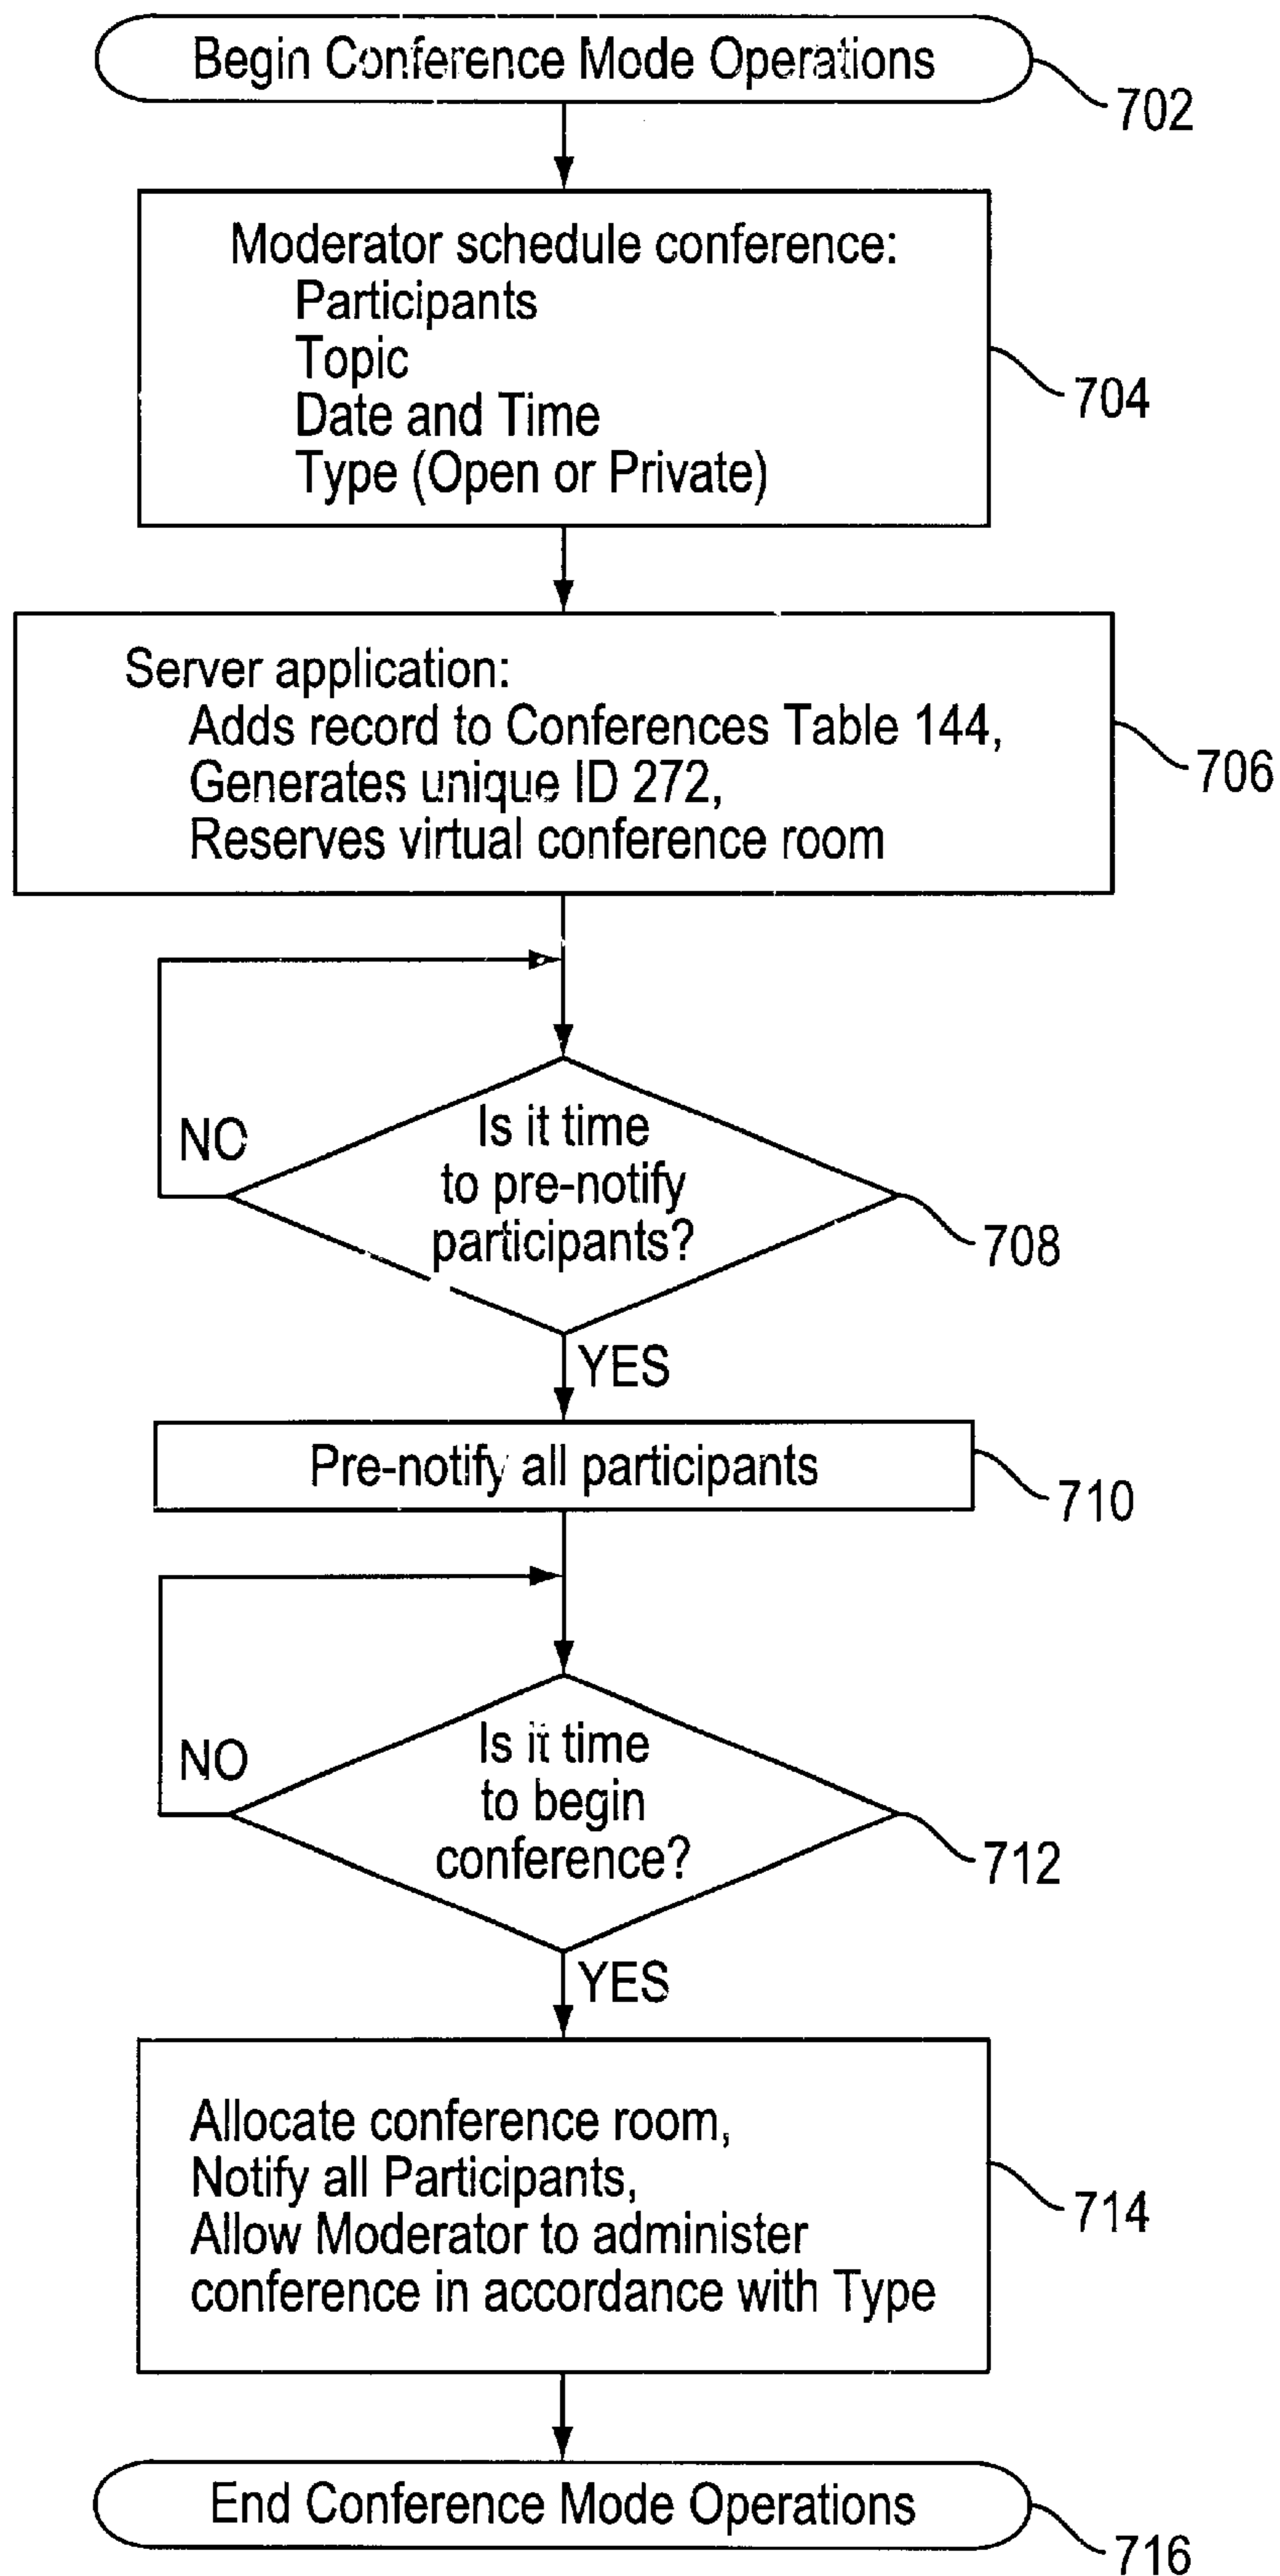 Begin Conference Mode Operations
702
Moderator schedule conference:
Participants
Topic
Date and Time
Type (Open or Private)
704
Server application:
Adds record to Conferences Table 144,
Generates unique ID 272,
Reserves virtual conference room
706
NO
Is it time
to pre-notify
participants?
708
YES
Pre-notify all participants
710
NO
Is it time
to begin
conference?
712
YES
Allocate conference room,
Notify all Participants,
Allow Moderator to administer
conference in accordance with Type
714
End Conference Mode Operations
716